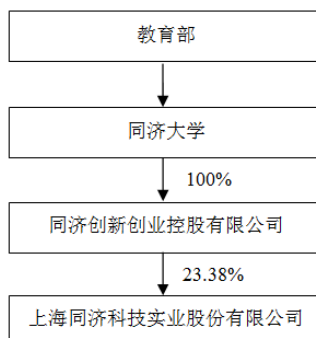 教育部
同济大学
100%
同济创新创业控股有限公司
23.38%
上海同济科技实业股份有限公司